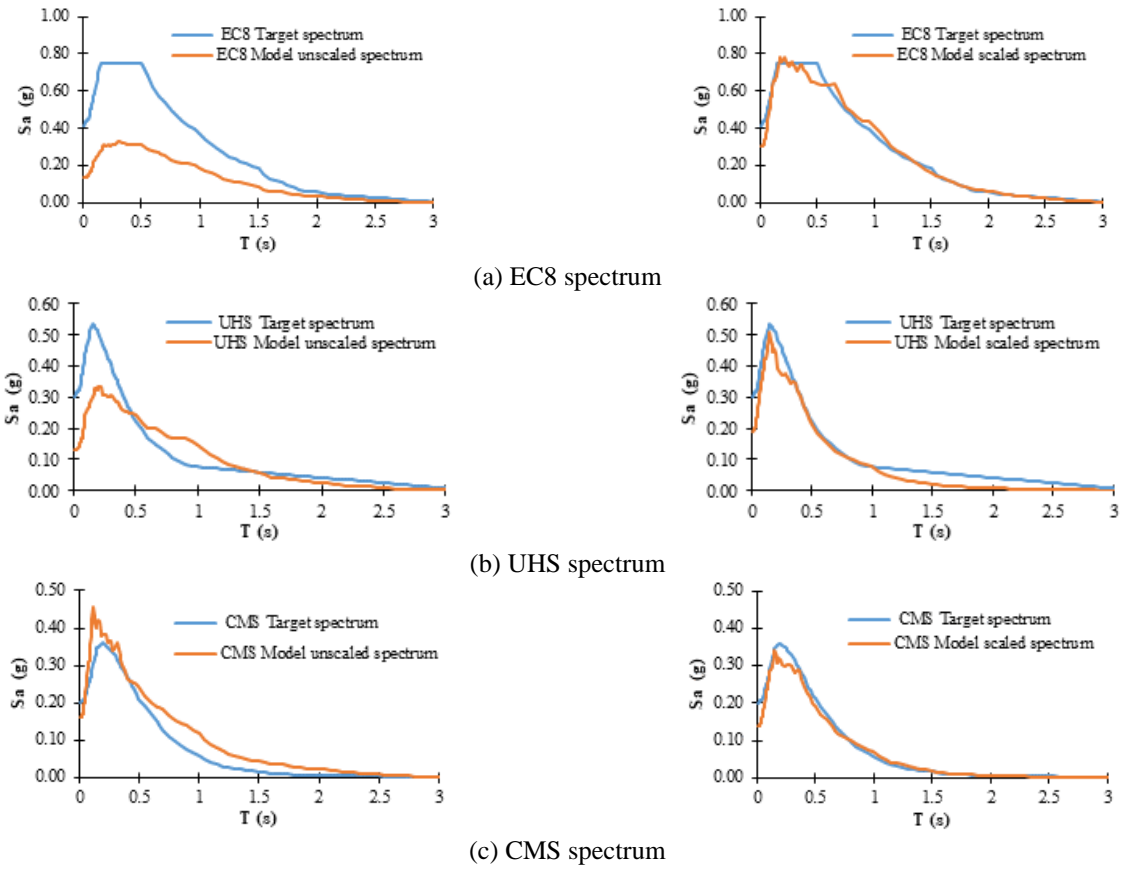 1.00
0.80
0.60
0.40
0.20
0.00
Sa (g)
EC8 Target spectrum
EC8 Model unscaled spectrum
0 0.5 1 1.5 2 2.5 3
T (s)
1.00
0.80
0.60
0.40
0.20
0.00
Sa (g)
EC8 Target spectrum
EC8 Model scaled spectrum
0 0.5 1 1.5 2 2.5 3
T (s)
(a) EC8 spectrum
0.60
0.50
0.40
0.30
0.20
0.10
0.00
Sa (g)
UHS Target spectrum
UHS Model unscaled spectrum
0 0.5 1 1.5 2 2.5 3
T (s)
0.60
0.50
0.40
0.30
0.20
0.10
0.00
Sa (g)
UHS Target spectrum
UHS Model scaled spectrum
0 0.5 1 1.5 2 2.5 3
T (s)
(b) UHS spectrum
0.50
0.40
0.30
0.20
0.10
0.00
Sa (g)
CMS Target spectrum
CMS Model unscaled spectrum
0 0.5 1 1.5 2 2.5 3
T (s)
0.50
0.40
0.30
0.20
0.10
0.00
Sa (g)
CMS Target spectrum
CMS Model scaled spectrum
0 0.5 1 1.5 2 2.5 3
T (s)
(c) CMS spectrum